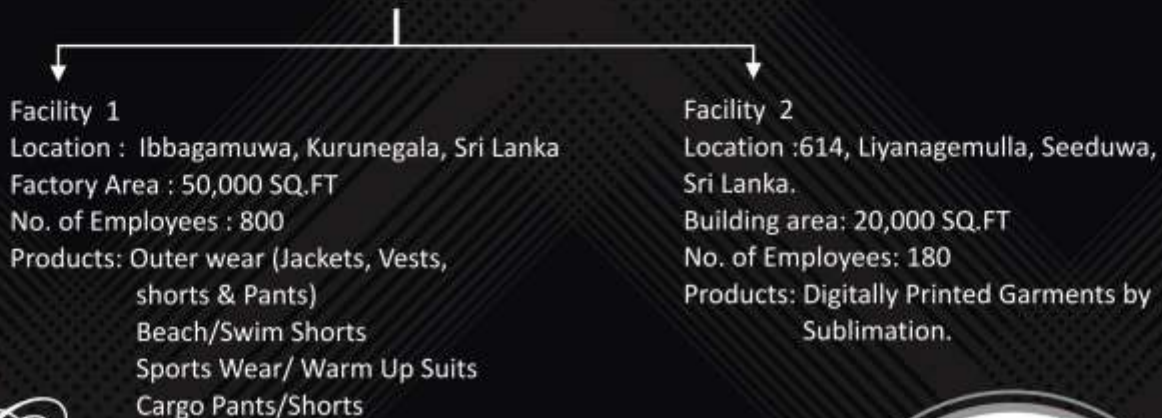 Facility 1
Location : Ibbagamuwa, Kurunegala, Sri Lanka
Factory Area : 50,000 SQ.FT
No. of Employees : 800
Products: Outer wear (Jackets, Vests,
shorts & Pants)
Beach/Swim Shorts
Sports Wear/ Warm Up Suits
Cargo Pants/Shorts
Facility 2
Location :614, Liyanagemulla, Seeduwa,
Sri Lanka.
Building area: 20,000 SQ.FT
No. of Employees: 180
Products: Digitally Printed Garments by
Sublimation.